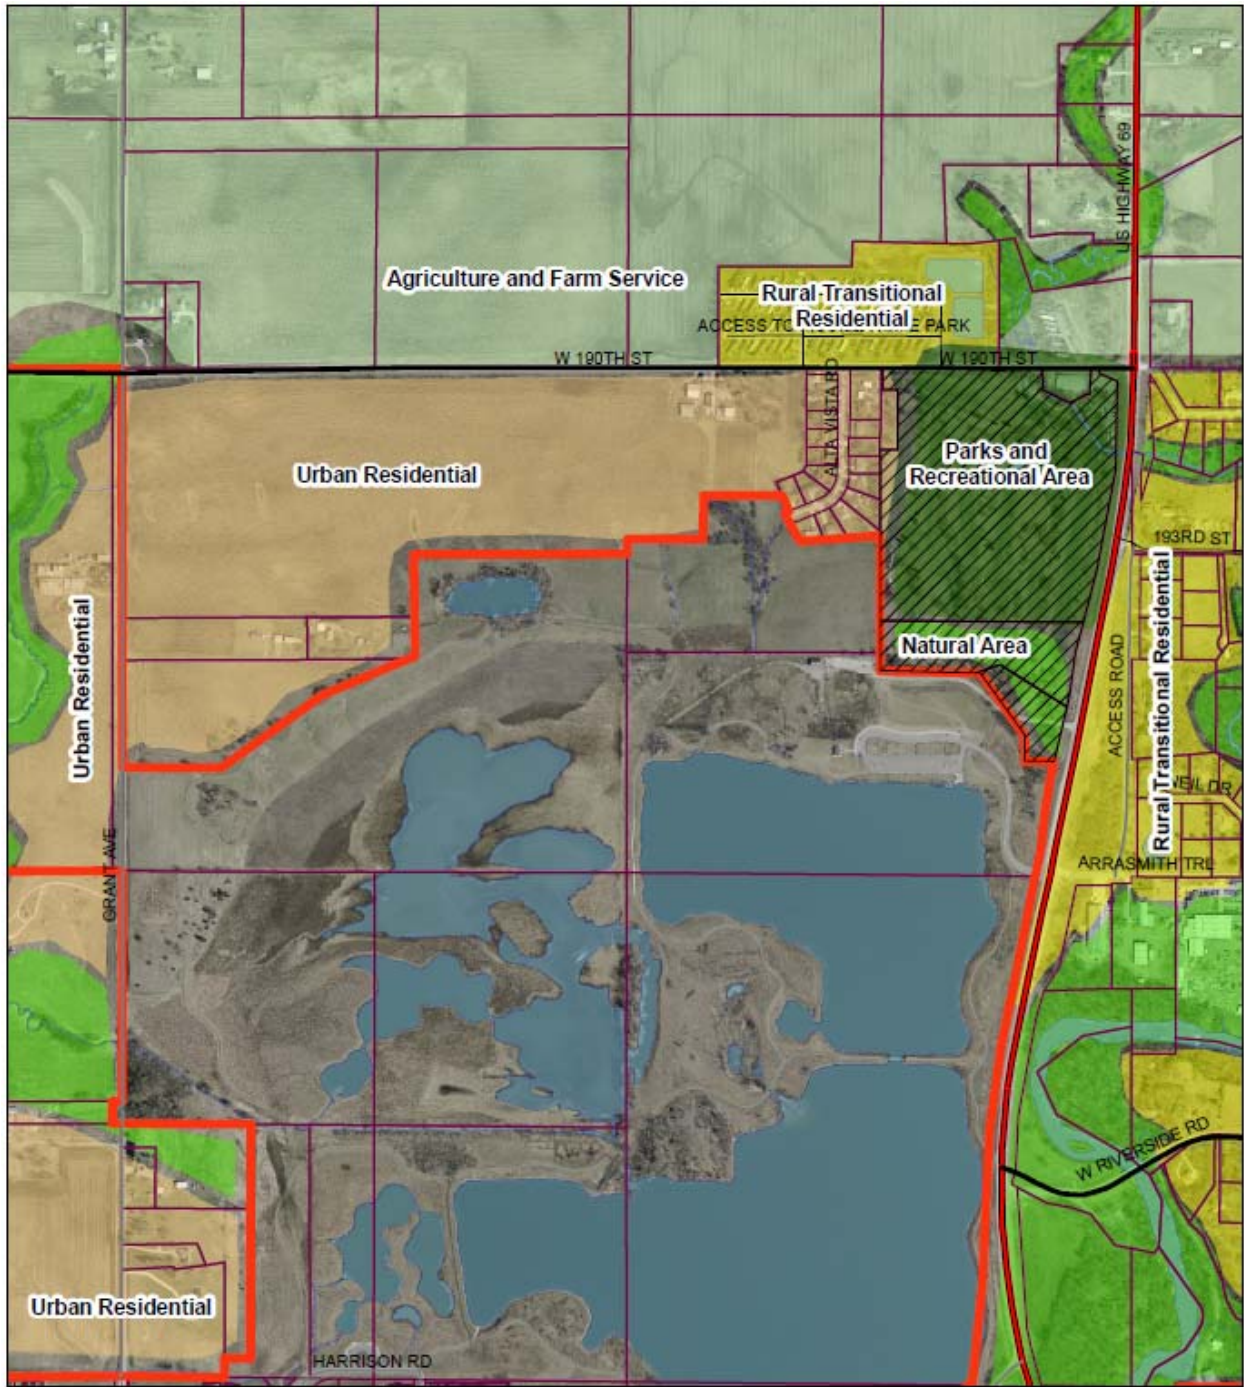 US HIGHWAY 69
Agriculture and Farm Service
Rural Transitional
Residential
ACCESS TO
PARK
W 190TH ST
W 190TH ST
ALTA VISTA RD
Urban Residential
Parks and
Recreational Area
193RD ST
Urban Residential
Natural Area
Rural Transitional Residential
ACCESS ROAD
NEIL DR
ARRASMITH TRL
GRANT AVE
W RIVERSIDE RD
Urban Residential
HARRISON RD